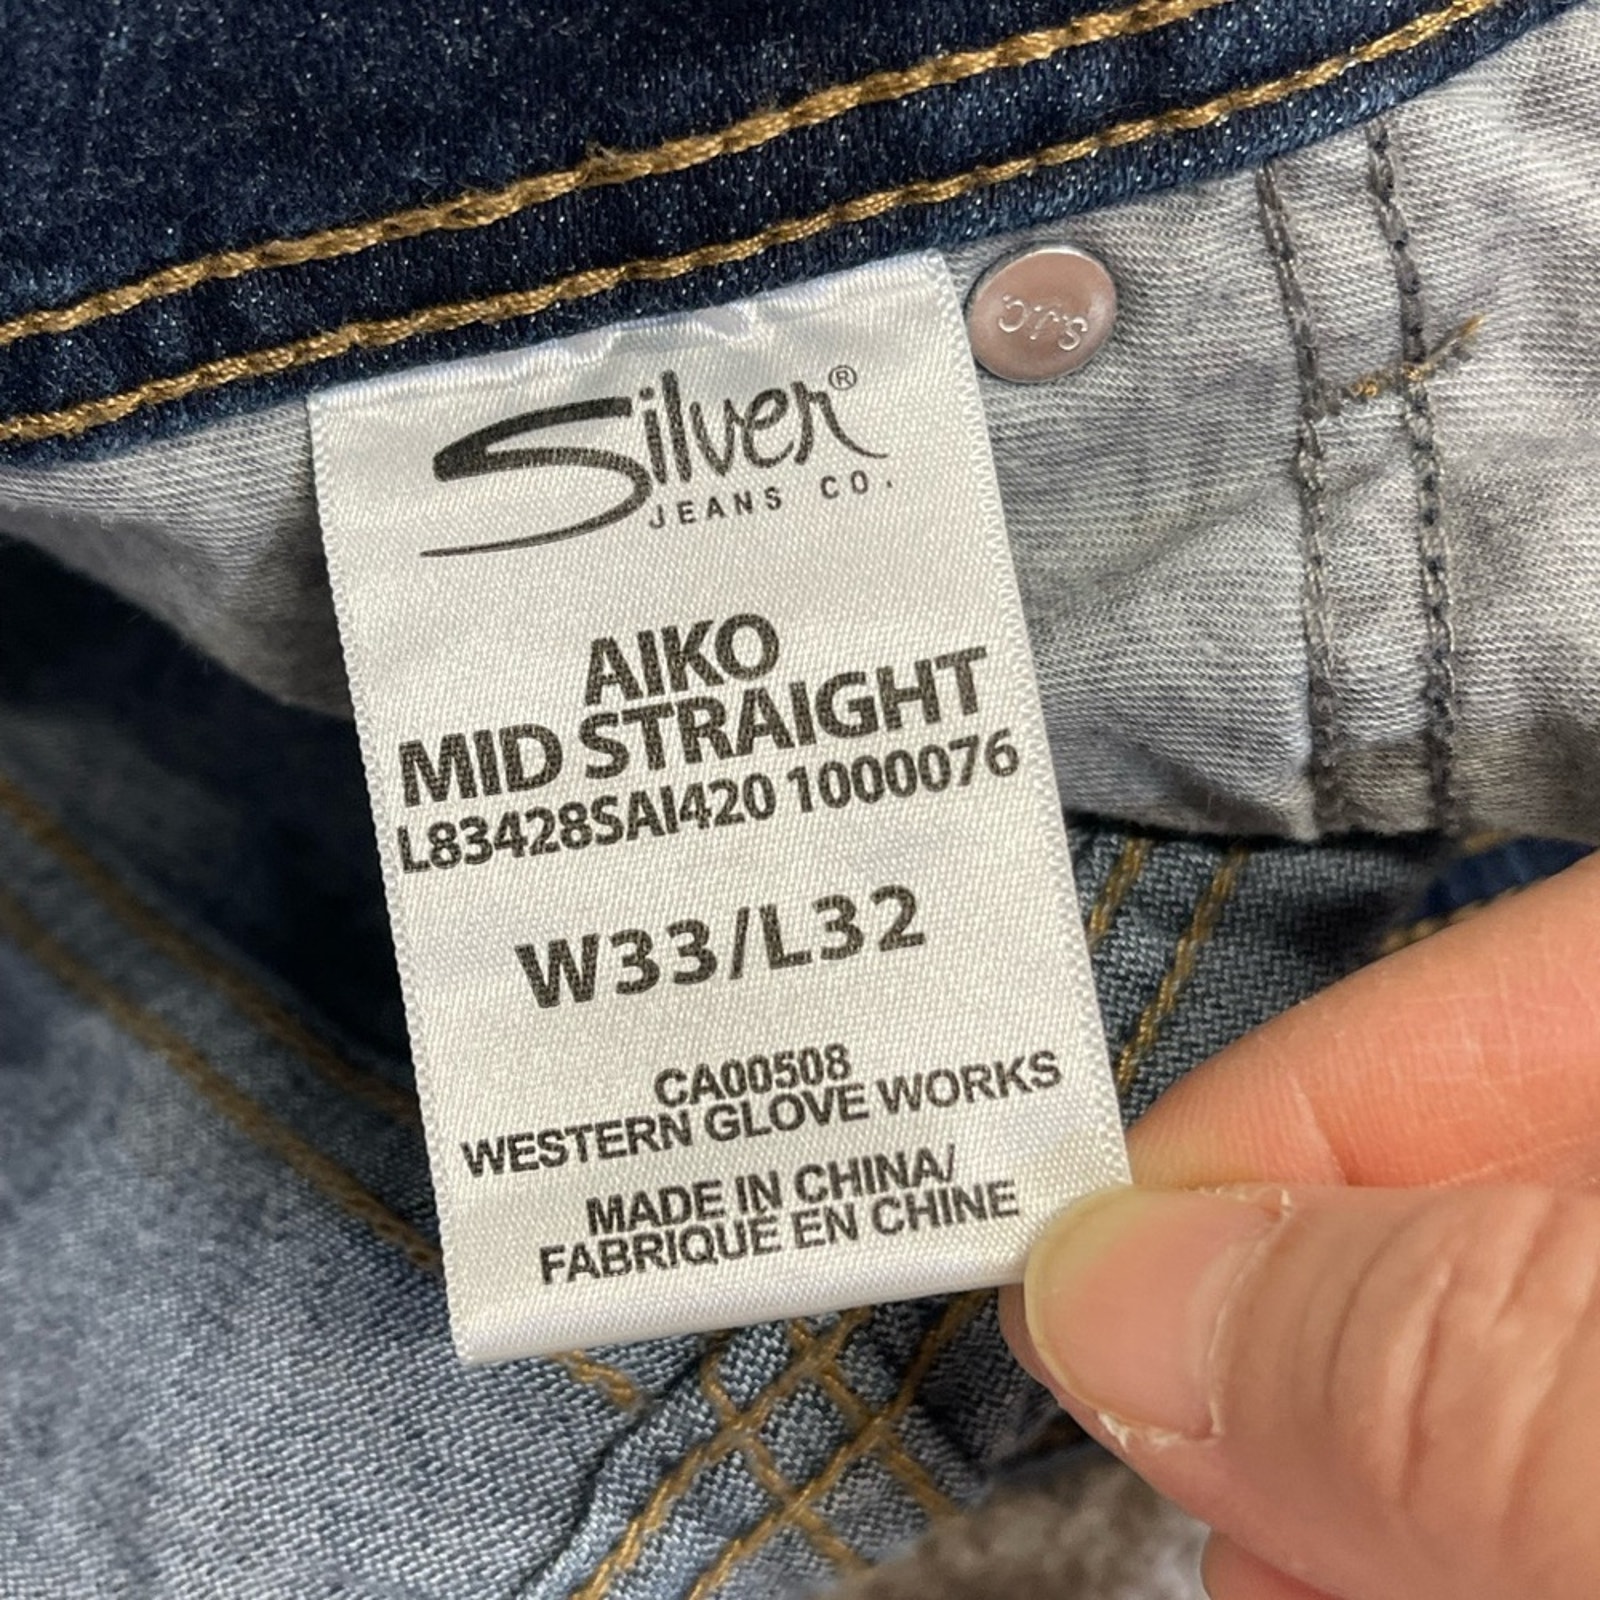 Silver®
JEANS CO.
S.J.C.
AIKO
MID STRAIGHT
L83428SAI420 1000076
W33/L32
CA00508
WESTERN GLOVE WORKS
MADE IN CHINA/
FABRIQUE EN CHINE